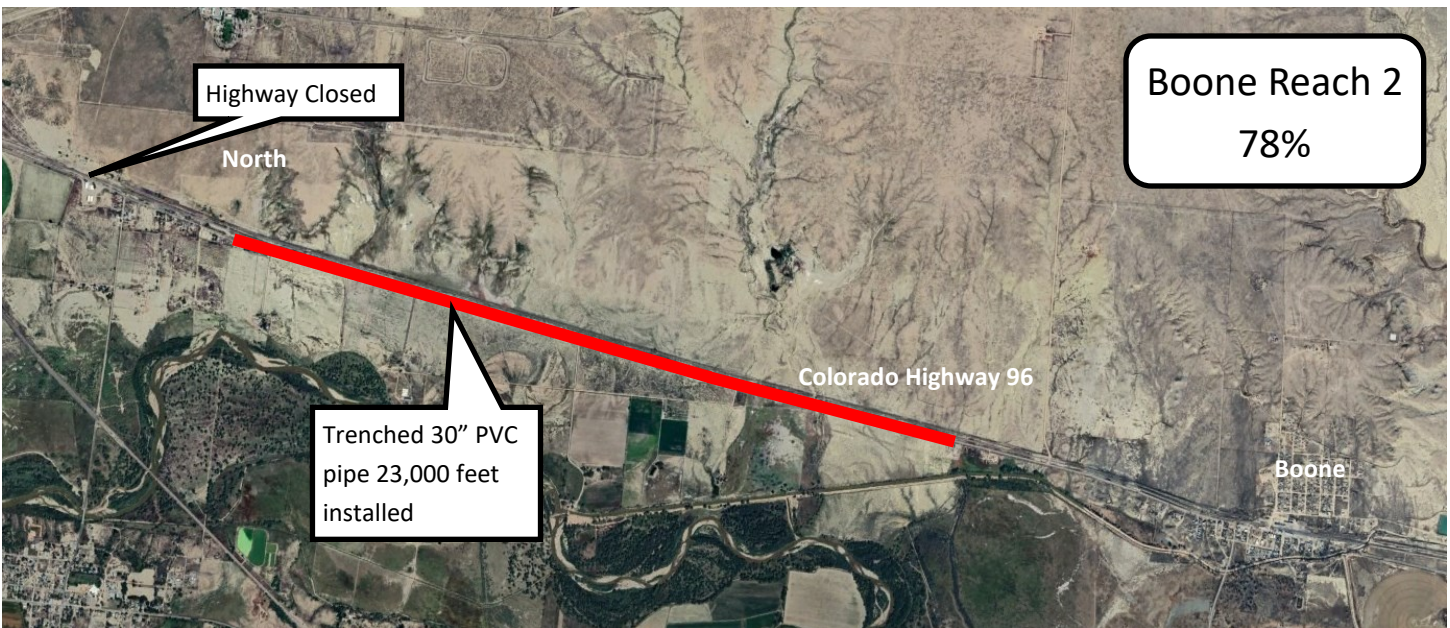 Boone Reach 2
78%
Highway Closed
North
Colorado Highway 96
Trenched 30” PVC
pipe 23,000 feet
installed
Boone